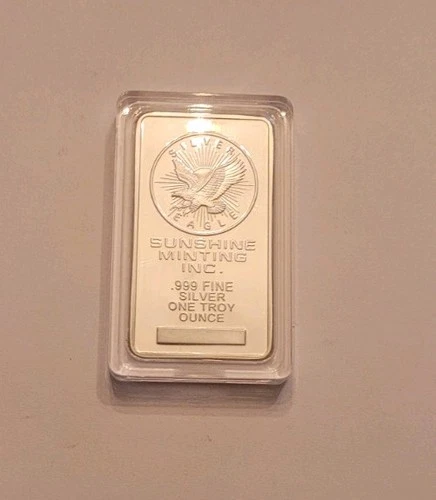 SILVER
EAGLE
SUNSHINE
MINTING
INC.
.999 FINE
SILVER
ONE TROY
OUNCE